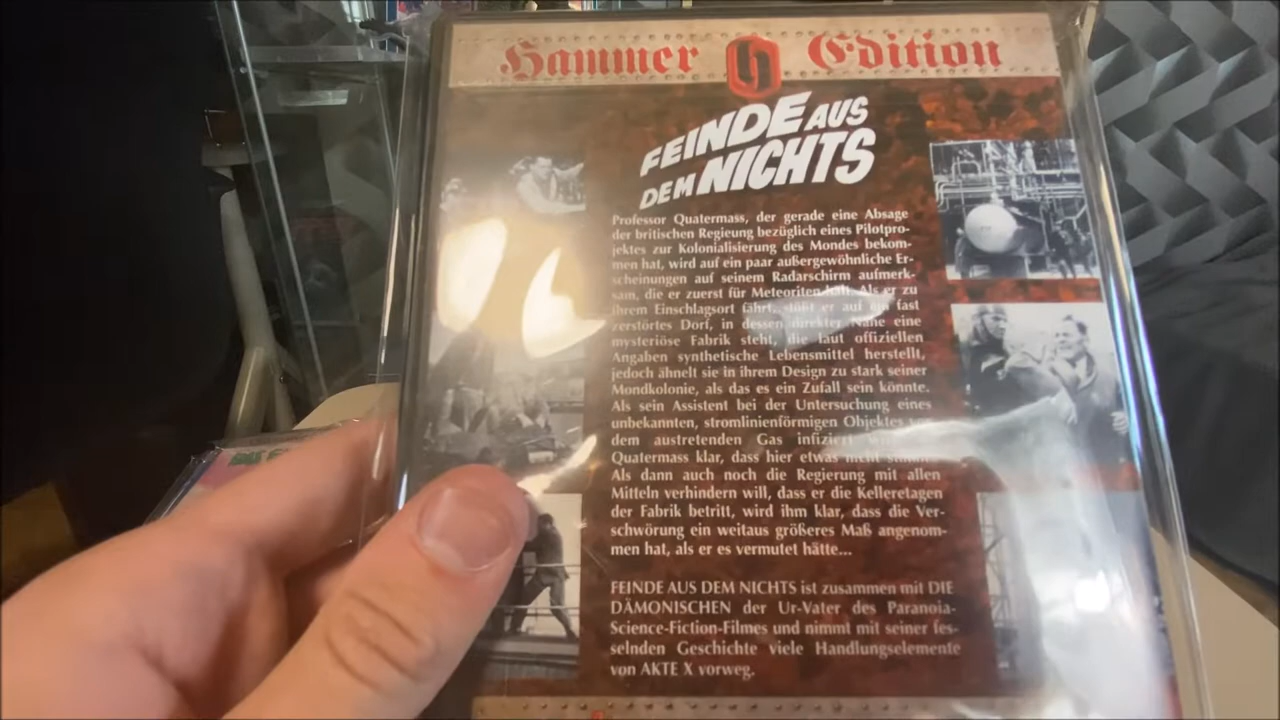 Hammer Edition
FEINDE AUS
DEM NICHTS
Professor Quatermass, der gerade eine Absage
der britischen Regieung bezüglich eines Pilotpro-
jektes zur Kolonialisierung des Mondes bekom-
men hat, wird auf ein paar außergewöhnliche Er-
scheinungen auf seinem Radarschirm aufmerk-
sam, die er zuerst für Meteoriten hält. Als er zu
ihrem Einschlagsort fährt, stößt er auf ein fast
zerstörtes Dorf, in dessen direkter Nähe eine
mysteriöse Fabrik steht, die laut offiziellen
Angaben synthetische Lebensmittel herstellt,
jedoch ähnelt sie in ihrem Design zu stark seiner
Mondkolonie, als das es ein Zufall sein könnte.
Als sein Assistent bei der Untersuchung eines
unbekannten, stromlinienförmigen Objektes von
dem austretenden Gas infiziert
Quatermass klar, dass hier etwas nicht
Als dann auch noch die Regierung mit allen
Mitteln verhindern will, dass er die Kelleretagen
der Fabrik betritt, wird ihm klar, dass die Ver-
schwörung ein weitaus größeres Maß angenom-
men hat, als er es vermutet hätte...
FEINDE AUS DEM NICHTS ist zusammen mit DIE
DÄMONISCHEN der Ur-Vater des Paranoia-
Science-Fiction-Filmes und nimmt mit seiner fes-
selnden Geschichte viele Handlungselemente
von AKTE X vorweg.